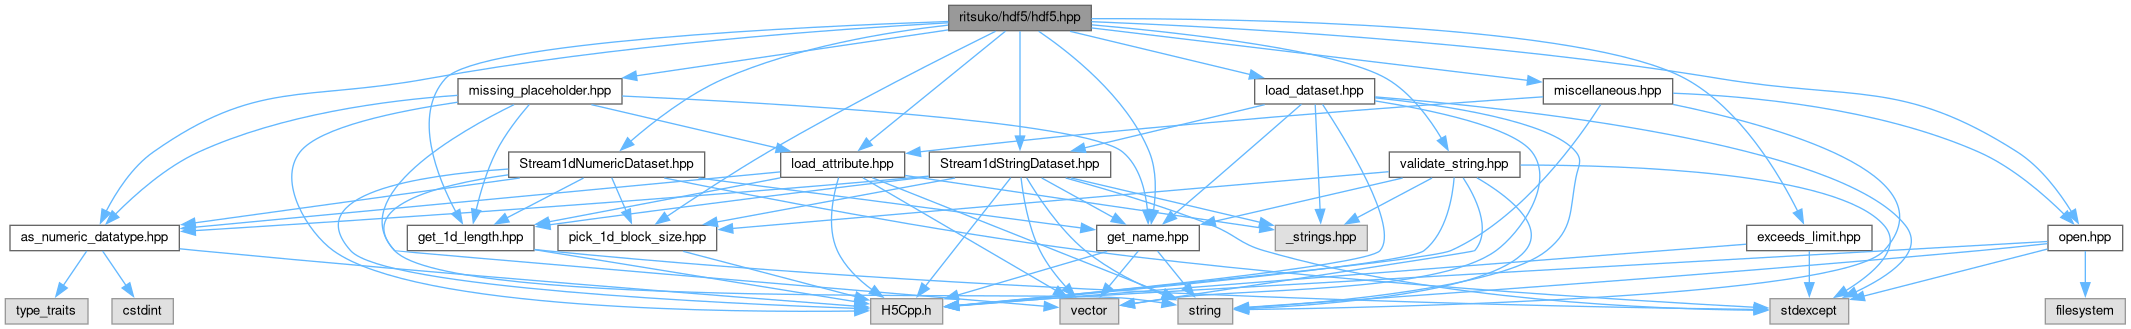 ritsuko/hdf5/hdf5.hpp
missing_placeholder.hpp
load_dataset.hpp
miscellaneous.hpp
Stream1dNumericDataset.hpp
load_attribute.hpp
Stream1dStringDataset.hpp
validate_string.hpp
as_numeric_datatype.hpp
get_1d_length.hpp
pick_1d_block_size.hpp
get_name.hpp
_strings.hpp
exceeds_limit.hpp
open.hpp
type_traits
cstdint
H5Cpp.h
vector
string
stdexcept
filesystem